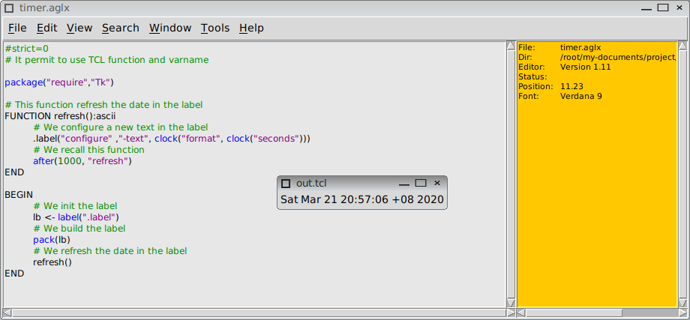 timer.aglx
File Edit View Search Window Tools Help
#strict=0
# It permit to use TCL function and varname
package("require","Tk")
# This function refresh the date in the label
FUNCTION refresh():ascii
# We configure a new text in the label
.label("configure" ,"-text", clock("format", clock("seconds")))
# We recall this function
after(1000, "refresh")
END
BEGIN
# We init the label
lb <- label(".label")
# We build the label
pack(lb)
# We refresh the date in the label
refresh()
END
out.tcl
Sat Mar 21 20:57:06 +08 2020
File: timer.aglx
Dir: /root/my-documents/project,
Editor: Version 1.11
Status:
Position: 11.23
Font: Verdana 9